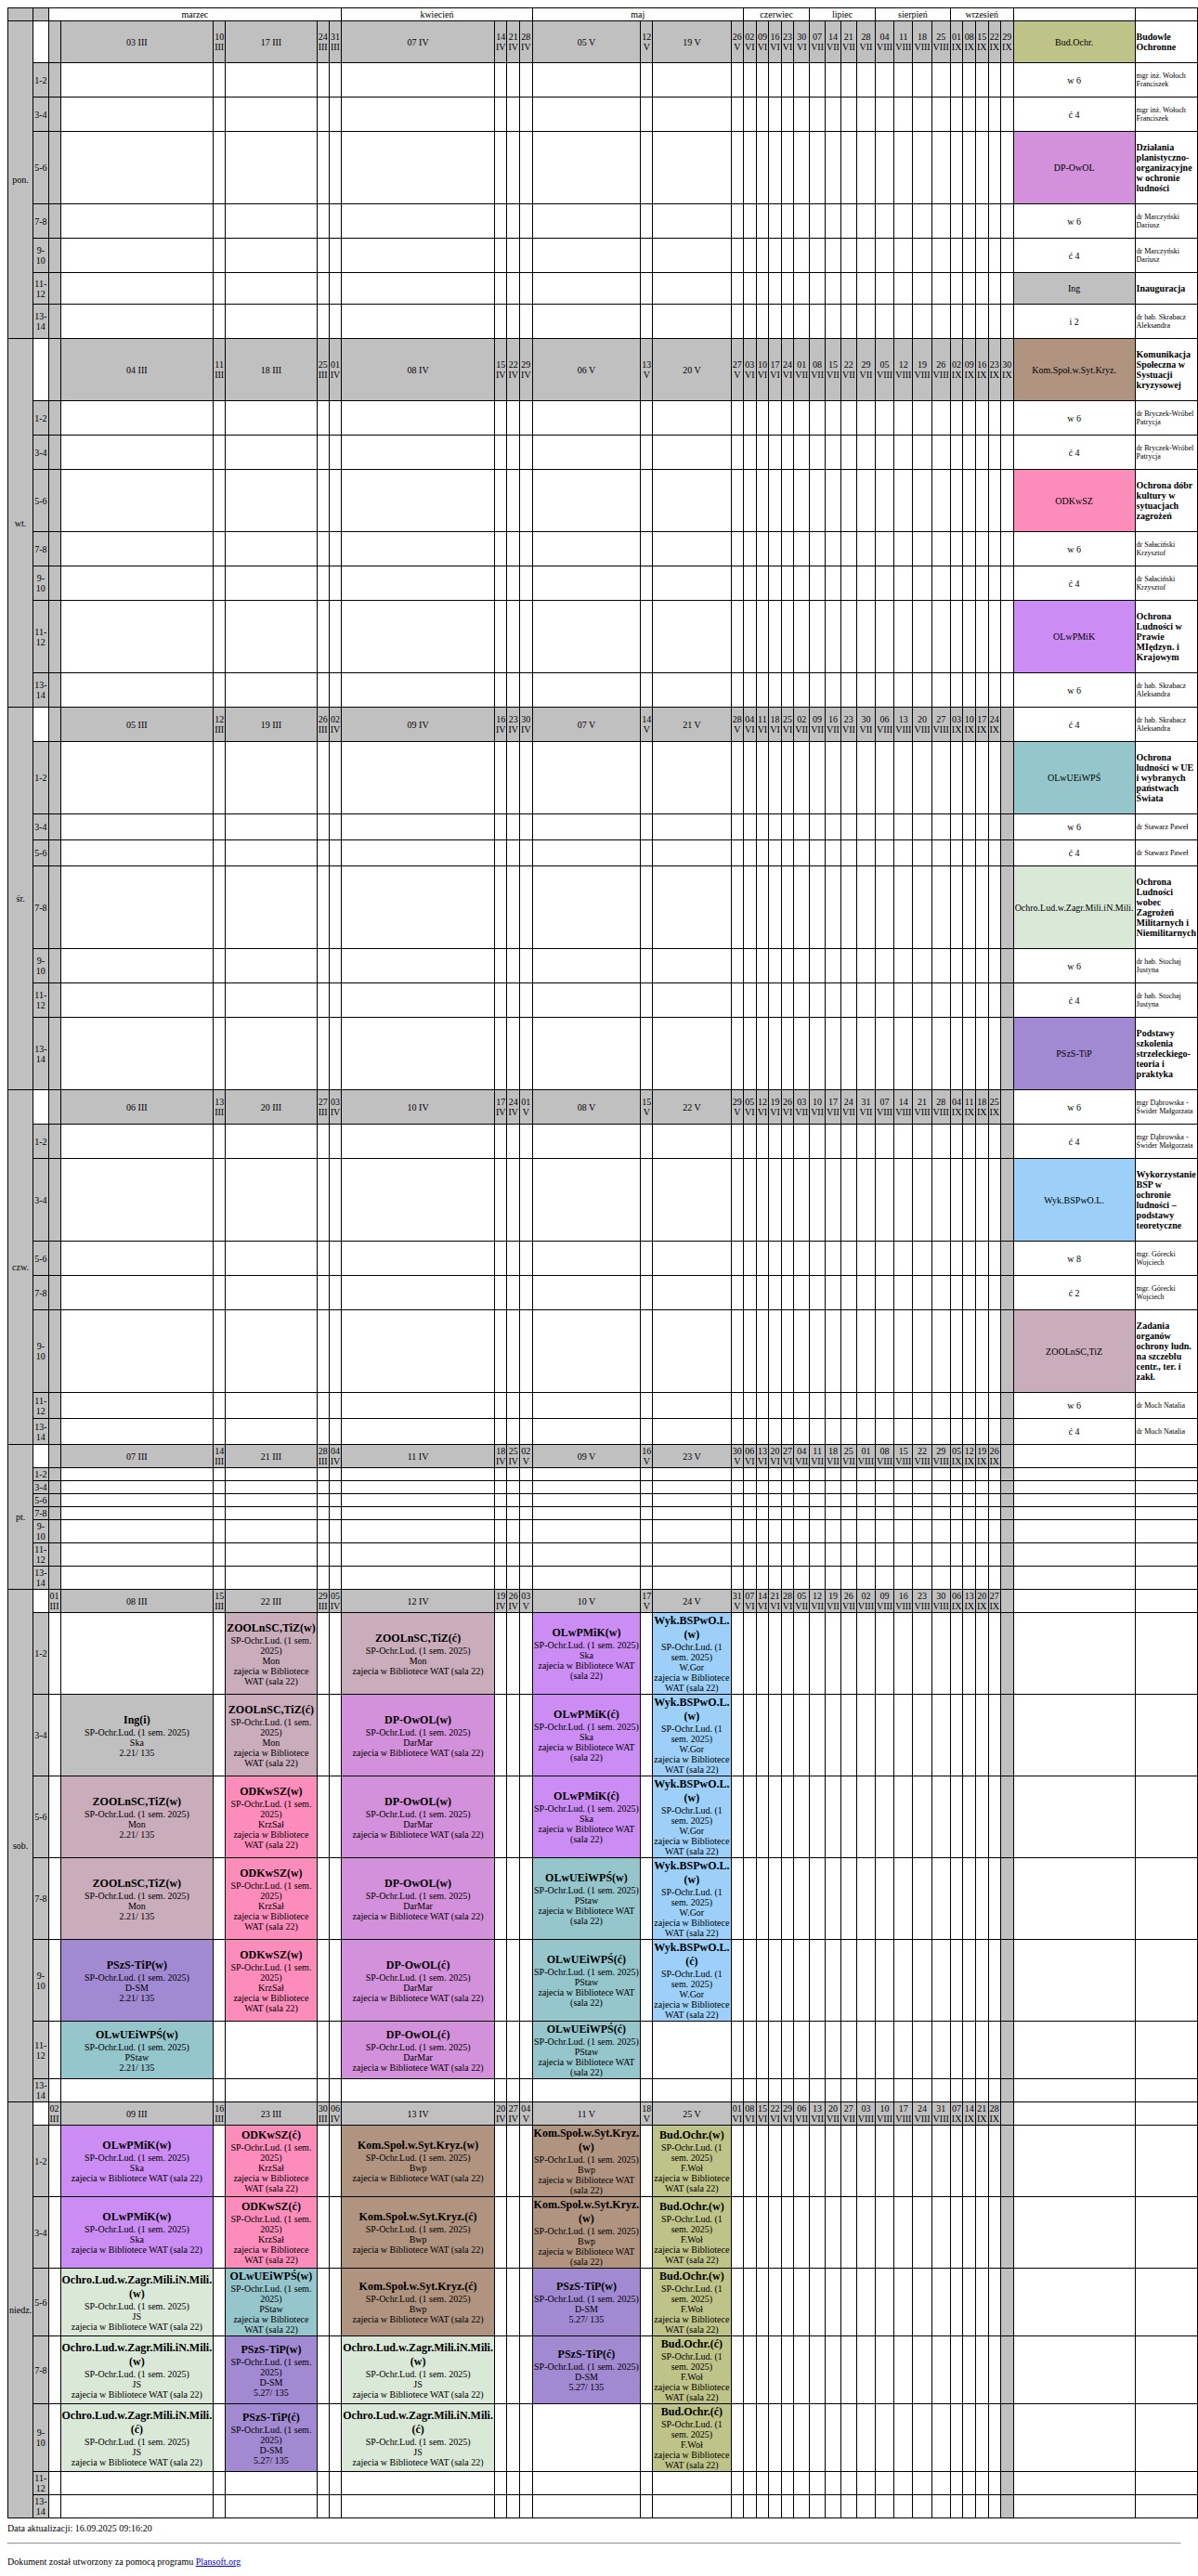 marzec kwiecień maj czerwiec lipiec sierpień wrzesień
pon. 03 III 10 III 17 III 24 III 31 III 07 IV 14 IV 21 IV 28 IV 05 V 12 V 19 V 26 V 02 VI 09 VI 16 VI 23 VI 30 VI 07 VII 14 VII 21 VII 28 VII 04 VIII 11 VIII 18 VIII 25 VIII 01 IX 08 IX 15 IX 22 IX 29 IX Bud.Ochr. Budowle Ochronne
1-2 w 6 mgr inż. Wołoch Franciszek
3-4 ć 4 mgr inż. Wołoch Franciszek
5-6 DP-OwOL Działania planistyczno-organizacyjne w ochronie ludności
7-8 w 6 dr Marczyński Dariusz
9-10 ć 4 dr Marczyński Dariusz
11-12 Ing Inauguracja
13-14 i 2 dr hab. Skrabacz Aleksandra
wt. 04 III 11 III 18 III 25 III 01 IV 08 IV 15 IV 22 IV 29 IV 06 V 13 V 20 V 27 V 03 VI 10 VI 17 VI 24 VI 01 VII 08 VII 15 VII 22 VII 29 VII 05 VIII 12 VIII 19 VIII 26 VIII 02 IX 09 IX 16 IX 23 IX 30 IX Kom.Społ.w.Syt.Kryz. Komunikacja Społeczna w Systuacji kryzysowej
1-2 w 6 dr Bryczek-Wróbel Patrycja
3-4 ć 4 dr Bryczek-Wróbel Patrycja
5-6 ODKwSZ Ochrona dóbr kultury w sytuacjach zagrożeń
7-8 w 6 dr Sałaciński Krzysztof
9-10 ć 4 dr Sałaciński Krzysztof
11-12 OLwPMiK Ochrona Ludności w Prawie MIędzyn. i Krajowym
13-14 w 6 dr hab. Skrabacz Aleksandra
śr. 05 III 12 III 19 III 26 III 02 IV 09 IV 16 IV 23 IV 30 IV 07 V 14 V 21 V 28 V 04 VI 11 VI 18 VI 25 VI 02 VII 09 VII 16 VII 23 VII 30 VII 06 VIII 13 VIII 20 VIII 27 VIII 03 IX 10 IX 17 IX 24 IX ć 4 dr hab. Skrabacz Aleksandra
1-2 OLwUEiWPŚ Ochrona ludności w UE i wybranych państwach Świata
3-4 w 6 dr Stawarz Paweł
5-6 ć 4 dr Stawarz Paweł
7-8 Ochro.Lud.w.Zagr.Mili.iN.Mili. Ochrona Ludności wobec Zagrożeń Militarnych i Niemilitarnych
9-10 w 6 dr hab. Stochaj Justyna
11-12 ć 4 dr hab. Stochaj Justyna
13-14 PSzS-TiP Podstawy szkolenia strzeleckiego-teoria i praktyka
czw. 06 III 13 III 20 III 27 III 03 IV 10 IV 17 IV 24 IV 01 V 08 V 15 V 22 V 29 V 05 VI 12 VI 19 VI 26 VI 03 VII 10 VII 17 VII 24 VII 31 VII 07 VIII 14 VIII 21 VIII 28 VIII 04 IX 11 IX 18 IX 25 IX w 6 mgr Dąbrowska - Świder Małgorzata
1-2 ć 4 mgr Dąbrowska - Świder Małgorzata
3-4 Wyk.BSPwO.L. Wykorzystanie BSP w ochronie ludności – podstawy teoretyczne
5-6 w 8 mgr. Górecki Wojciech
7-8 ć 2 mgr. Górecki Wojciech
9-10 ZOOLnSC,TiZ Zadania organów ochrony ludn. na szczeblu centr., ter. i zakł.
11-12 w 6 dr Moch Natalia
13-14 ć 4 dr Moch Natalia
pt. 07 III 14 III 21 III 28 III 04 IV 11 IV 18 IV 25 IV 02 V 09 V 16 V 23 V 30 V 06 VI 13 VI 20 VI 27 VI 04 VII 11 VII 18 VII 25 VII 01 VIII 08 VIII 15 VIII 22 VIII 29 VIII 05 IX 12 IX 19 IX 26 IX
1-2
3-4
5-6
7-8
9-10
11-12
13-14
sob. 01 III 08 III 15 III 22 III 29 III 05 IV 12 IV 19 IV 26 IV 03 V 10 V 17 V 24 V 31 V 07 VI 14 VI 21 VI 28 VI 05 VII 12 VII 19 VII 26 VII 02 VIII 09 VIII 16 VIII 23 VIII 30 VIII 06 IX 13 IX 20 IX 27 IX
1-2 ZOOLnSC,TiZ(w) SP-Ochr.Lud. (1 sem. 2025) Mon zajecia w Bibliotece WAT (sala 22) ZOOLnSC,TiZ(ć) SP-Ochr.Lud. (1 sem. 2025) Mon zajecia w Bibliotece WAT (sala 22) OLwPMiK(w) SP-Ochr.Lud. (1 sem. 2025) Ska zajecia w Bibliotece WAT (sala 22) Wyk.BSPwO.L.(w) SP-Ochr.Lud. (1 sem. 2025) W.Gor zajecia w Bibliotece WAT (sala 22)
3-4 Ing(i) SP-Ochr.Lud. (1 sem. 2025) Ska 2.21/ 135 ZOOLnSC,TiZ(ć) SP-Ochr.Lud. (1 sem. 2025) Mon zajecia w Bibliotece WAT (sala 22) DP-OwOL(w) SP-Ochr.Lud. (1 sem. 2025) DarMar zajecia w Bibliotece WAT (sala 22) OLwPMiK(ć) SP-Ochr.Lud. (1 sem. 2025) Ska zajecia w Bibliotece WAT (sala 22) Wyk.BSPwO.L.(w) SP-Ochr.Lud. (1 sem. 2025) W.Gor zajecia w Bibliotece WAT (sala 22)
5-6 ZOOLnSC,TiZ(w) SP-Ochr.Lud. (1 sem. 2025) Mon 2.21/ 135 ODKwSZ(w) SP-Ochr.Lud. (1 sem. 2025) KrzSał zajecia w Bibliotece WAT (sala 22) DP-OwOL(w) SP-Ochr.Lud. (1 sem. 2025) DarMar zajecia w Bibliotece WAT (sala 22) OLwPMiK(ć) SP-Ochr.Lud. (1 sem. 2025) Ska zajecia w Bibliotece WAT (sala 22) Wyk.BSPwO.L.(w) SP-Ochr.Lud. (1 sem. 2025) W.Gor zajecia w Bibliotece WAT (sala 22)
7-8 ZOOLnSC,TiZ(w) SP-Ochr.Lud. (1 sem. 2025) Mon 2.21/ 135 ODKwSZ(w) SP-Ochr.Lud. (1 sem. 2025) KrzSał zajecia w Bibliotece WAT (sala 22) DP-OwOL(w) SP-Ochr.Lud. (1 sem. 2025) DarMar zajecia w Bibliotece WAT (sala 22) OLwUEiWPŚ(w) SP-Ochr.Lud. (1 sem. 2025) PStaw zajecia w Bibliotece WAT (sala 22) Wyk.BSPwO.L.(w) SP-Ochr.Lud. (1 sem. 2025) W.Gor zajecia w Bibliotece WAT (sala 22)
9-10 PSzS-TiP(w) SP-Ochr.Lud. (1 sem. 2025) D-SM 2.21/ 135 ODKwSZ(w) SP-Ochr.Lud. (1 sem. 2025) KrzSał zajecia w Bibliotece WAT (sala 22) DP-OwOL(ć) SP-Ochr.Lud. (1 sem. 2025) DarMar zajecia w Bibliotece WAT (sala 22) OLwUEiWPŚ(ć) SP-Ochr.Lud. (1 sem. 2025) PStaw zajecia w Bibliotece WAT (sala 22) Wyk.BSPwO.L.(ć) SP-Ochr.Lud. (1 sem. 2025) W.Gor zajecia w Bibliotece WAT (sala 22)
11-12 OLwUEiWPŚ(w) SP-Ochr.Lud. (1 sem. 2025) PStaw 2.21/ 135 DP-OwOL(ć) SP-Ochr.Lud. (1 sem. 2025) DarMar zajecia w Bibliotece WAT (sala 22) OLwUEiWPŚ(ć) SP-Ochr.Lud. (1 sem. 2025) PStaw zajecia w Bibliotece WAT (sala 22)
13-14
niedz. 02 III 09 III 16 III 23 III 30 III 06 IV 13 IV 20 IV 27 IV 04 V 11 V 18 V 25 V 01 VI 08 VI 15 VI 22 VI 29 VI 06 VII 13 VII 20 VII 27 VII 03 VIII 10 VIII 17 VIII 24 VIII 31 VIII 07 IX 14 IX 21 IX 28 IX
1-2 OLwPMiK(w) SP-Ochr.Lud. (1 sem. 2025) Ska zajecia w Bibliotece WAT (sala 22) ODKwSZ(ć) SP-Ochr.Lud. (1 sem. 2025) KrzSał zajecia w Bibliotece WAT (sala 22) Kom.Społ.w.Syt.Kryz.(w) SP-Ochr.Lud. (1 sem. 2025) Bwp zajecia w Bibliotece WAT (sala 22) Kom.Społ.w.Syt.Kryz.(w) SP-Ochr.Lud. (1 sem. 2025) Bwp zajecia w Bibliotece WAT (sala 22) Bud.Ochr.(w) SP-Ochr.Lud. (1 sem. 2025) F.Woł zajecia w Bibliotece WAT (sala 22)
3-4 OLwPMiK(w) SP-Ochr.Lud. (1 sem. 2025) Ska zajecia w Bibliotece WAT (sala 22) ODKwSZ(ć) SP-Ochr.Lud. (1 sem. 2025) KrzSał zajecia w Bibliotece WAT (sala 22) Kom.Społ.w.Syt.Kryz.(ć) SP-Ochr.Lud. (1 sem. 2025) Bwp zajecia w Bibliotece WAT (sala 22) Kom.Społ.w.Syt.Kryz.(w) SP-Ochr.Lud. (1 sem. 2025) Bwp zajecia w Bibliotece WAT (sala 22) Bud.Ochr.(w) SP-Ochr.Lud. (1 sem. 2025) F.Woł zajecia w Bibliotece WAT (sala 22)
5-6 Ochro.Lud.w.Zagr.Mili.iN.Mili.(w) SP-Ochr.Lud. (1 sem. 2025) JS zajecia w Bibliotece WAT (sala 22) OLwUEiWPŚ(w) SP-Ochr.Lud. (1 sem. 2025) PStaw zajecia w Bibliotece WAT (sala 22) Kom.Społ.w.Syt.Kryz.(ć) SP-Ochr.Lud. (1 sem. 2025) Bwp zajecia w Bibliotece WAT (sala 22) PSzS-TiP(w) SP-Ochr.Lud. (1 sem. 2025) D-SM 5.27/ 135 Bud.Ochr.(w) SP-Ochr.Lud. (1 sem. 2025) F.Woł zajecia w Bibliotece WAT (sala 22)
7-8 Ochro.Lud.w.Zagr.Mili.iN.Mili.(w) SP-Ochr.Lud. (1 sem. 2025) JS zajecia w Bibliotece WAT (sala 22) PSzS-TiP(w) SP-Ochr.Lud. (1 sem. 2025) D-SM 5.27/ 135 Ochro.Lud.w.Zagr.Mili.iN.Mili.(w) SP-Ochr.Lud. (1 sem. 2025) JS zajecia w Bibliotece WAT (sala 22) PSzS-TiP(ć) SP-Ochr.Lud. (1 sem. 2025) D-SM 5.27/ 135 Bud.Ochr.(ć) SP-Ochr.Lud. (1 sem. 2025) F.Woł zajecia w Bibliotece WAT (sala 22)
9-10 Ochro.Lud.w.Zagr.Mili.iN.Mili.(ć) SP-Ochr.Lud. (1 sem. 2025) JS zajecia w Bibliotece WAT (sala 22) PSzS-TiP(ć) SP-Ochr.Lud. (1 sem. 2025) D-SM 5.27/ 135 Ochro.Lud.w.Zagr.Mili.iN.Mili.(ć) SP-Ochr.Lud. (1 sem. 2025) JS zajecia w Bibliotece WAT (sala 22) Bud.Ochr.(ć) SP-Ochr.Lud. (1 sem. 2025) F.Woł zajecia w Bibliotece WAT (sala 22)
11-12
13-14
Data aktualizacji: 16.09.2025 09:16:20
Dokument został utworzony za pomocą programu Plansoft.org